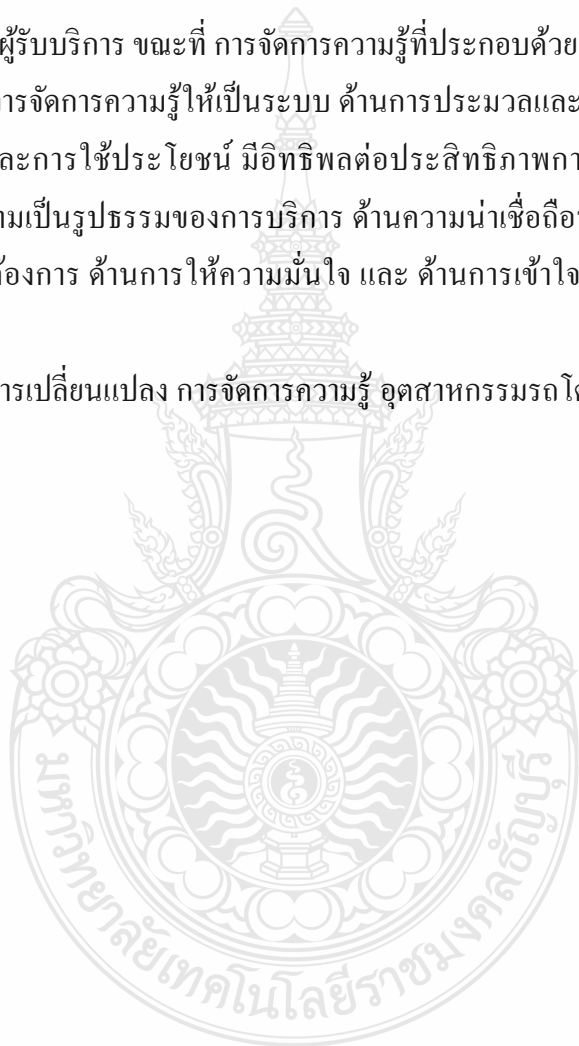 ผู้รับบริการ ขณะที่ การจัดการความรู้ที่ประกอบด้วย
การจัดการความรู้ให้เป็นระบบ ด้านการประมวลและ
ละการใช้ประโยชน์ มีอิทธิพลต่อประสิทธิภาพกา
ามเป็นรูปธรรมของการบริการ ด้านความน่าเชื่อถือ
้องการ ด้านการให้ความมั่นใจ และ ด้านการเข้าใจ
ารเปลี่ยนแปลง การจัดการความรู้ อุตสาหกรรมรถโด
มหาวิทยาลัยเทคโนโลยีราชมงคลธัญบุรี